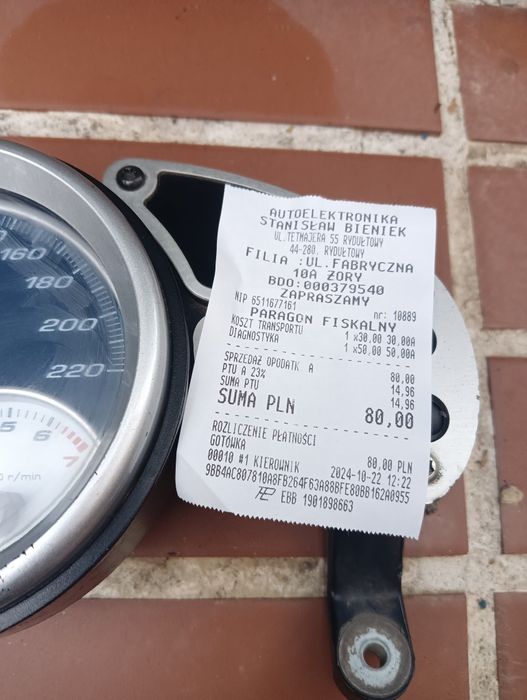 160
180
200
220
5
6
7
r/min
AUTOELEKTRONIKA
STANISŁAW BIENIEK
UL.TETMAJERA 55 RYDUŁTOWY
44-280. RYDUŁTOWY
FILIA :UL.FABRYCZNA
10A ŻORY
BDO:000379540
ZAPRASZAMY
NIP 6511677161 nr: 10889
PARAGON FISKALNY
KOSZT TRANSPORTU 1 x30,00 30,00A
DIAGNOSTYKA 1 x50,00 50,00A
SPRZEDAŻ OPODATK. A 80,00
PTU A 23% 14,96
SUMA PTU 14,96
SUMA PLN 80,00
ROZLICZENIE PŁATNOŚCI
GOTÓWKA 80,00 PLN
00010 #1 KIEROWNIK 2024-10-22 12:22
9BB4AC807810A8FB264F63A88BFE80BB162A0955
EBB 1901898663